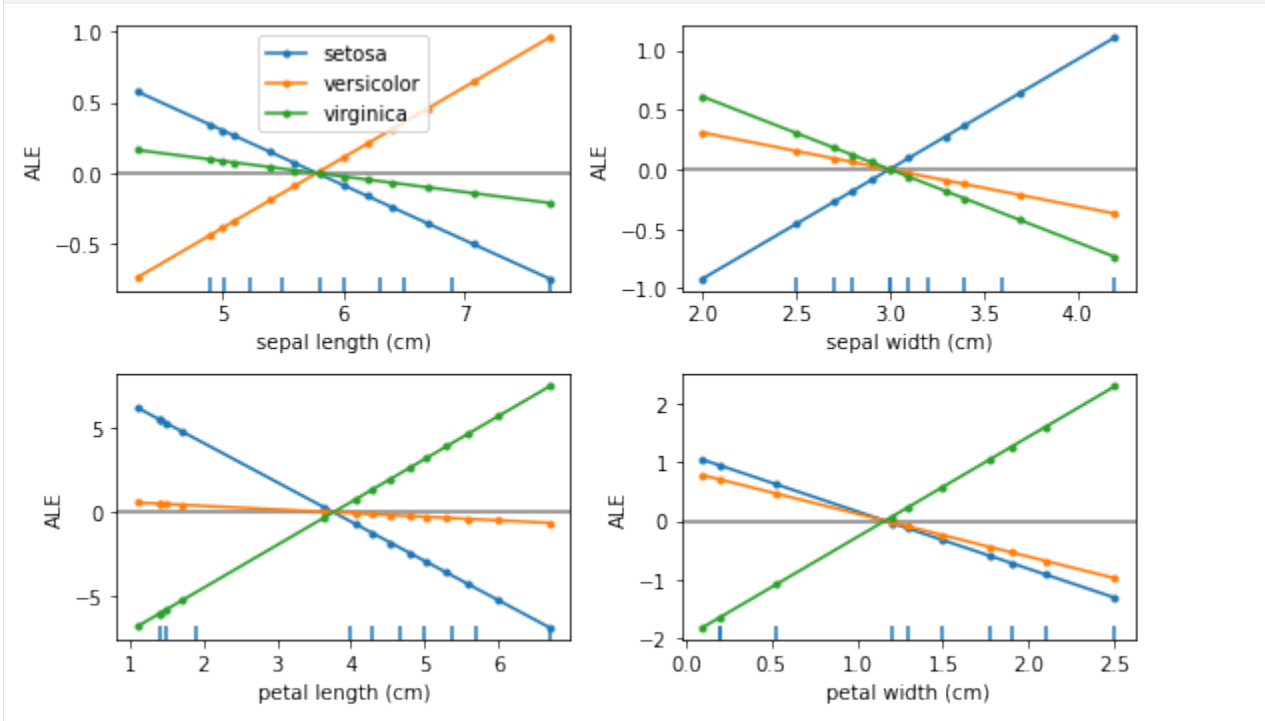 1.0
0.5
0.0
−0.5
ALE
setosa
versicolor
virginica
5 6 7
sepal length (cm)
1.0
0.5
0.0
−0.5
−1.0
ALE
2.0 2.5 3.0 3.5 4.0
sepal width (cm)
5
0
−5
ALE
1 2 3 4 5 6
petal length (cm)
2
1
0
−1
−2
ALE
0.0 0.5 1.0 1.5 2.0 2.5
petal width (cm)